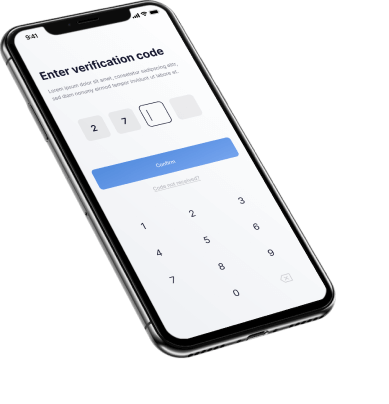 9:41
Enter verification code
Lorem ipsum dolor sit amet, consetetur sadipscing elitr,
sed diam nonumy eirmod tempor invidunt ut labore et.
2 7
Confirm
Code not received?
1 2 3
4 5 6
7 8 9
0